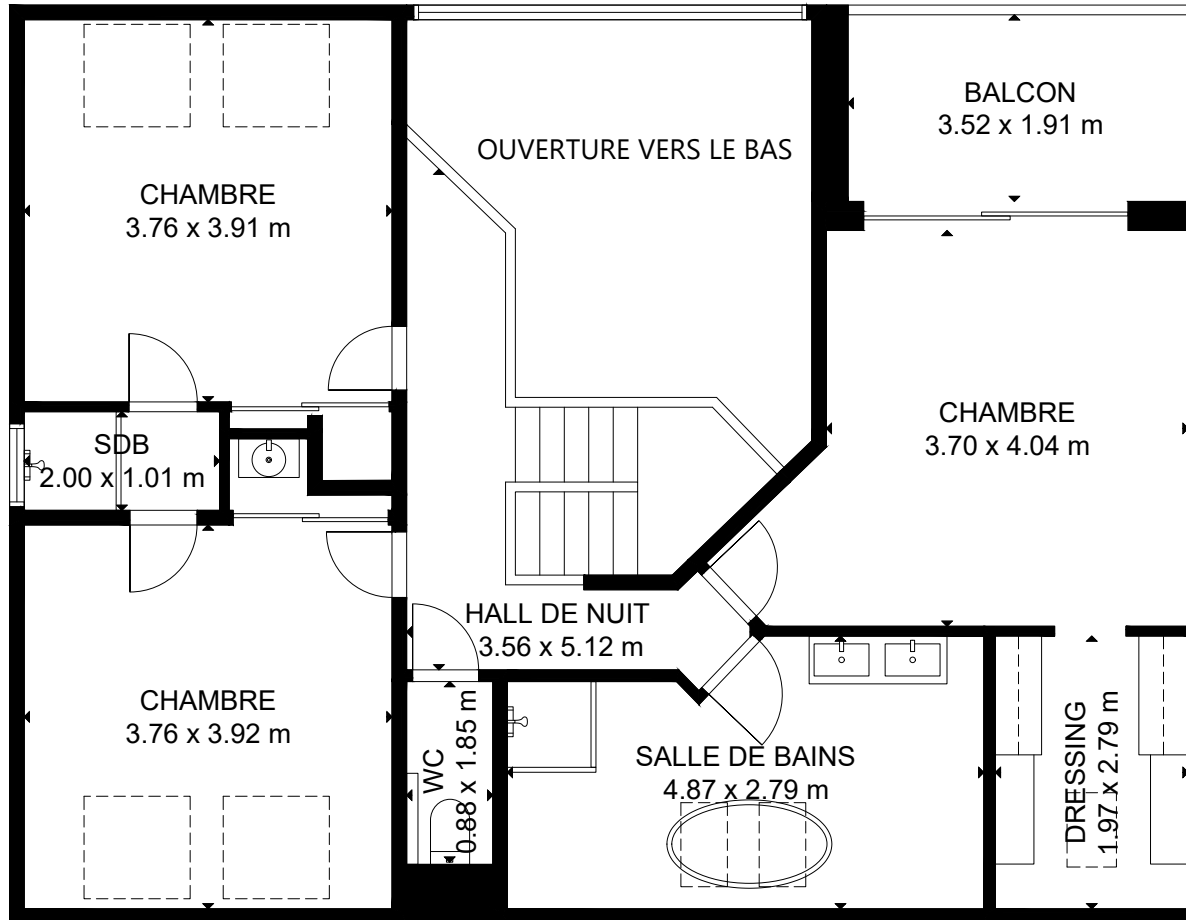 BALCON
3.52 x 1.91 m
OUVERTURE VERS LE BAS
CHAMBRE
3.76 x 3.91 m
CHAMBRE
3.70 x 4.04 m
SDB
2.00 x 1.01 m
HALL DE NUIT
3.56 x 5.12 m
CHAMBRE
3.76 x 3.92 m
WC
0.88 x 1.85 m
SALLE DE BAINS
4.87 x 2.79 m
DRESSING
1.97 x 2.79 m